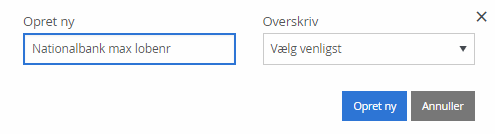 Opret ny
Overskriv
×
Nationalbank max lobenr
Vælg venligst
Opret ny
Annuller